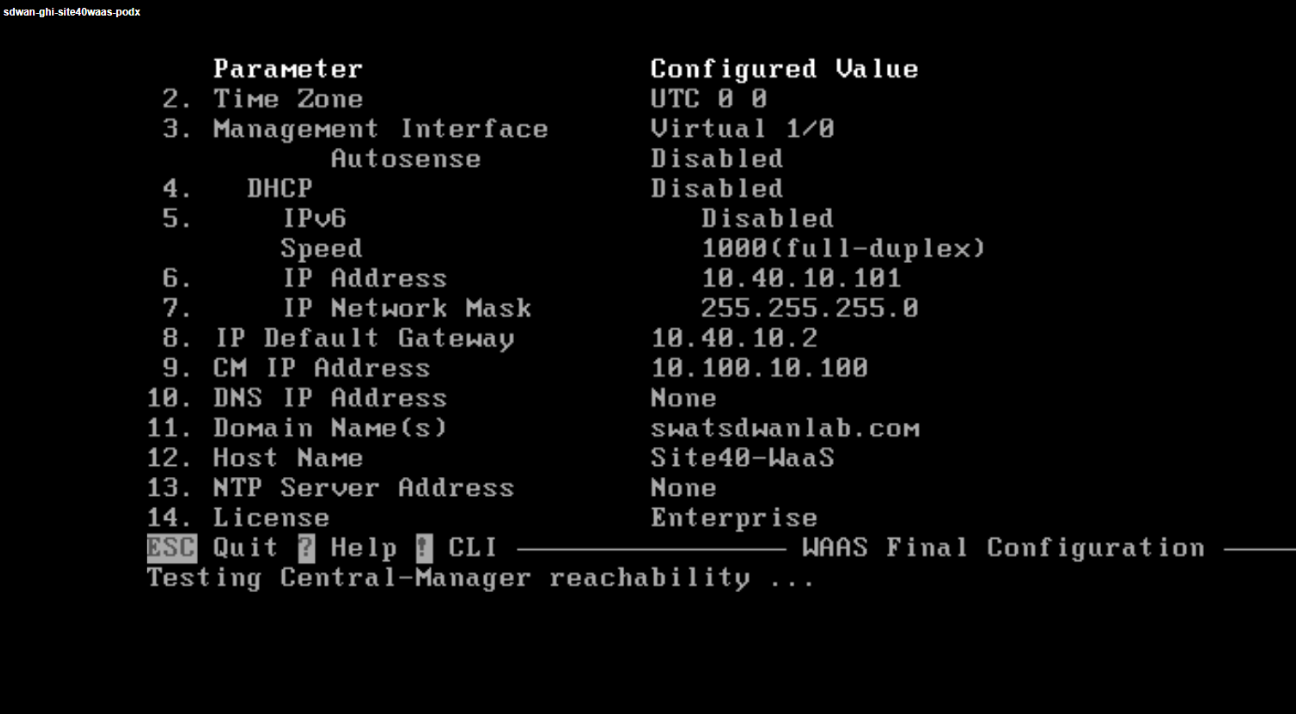 sdwan-ghi-site40waas-podx
Parameter Configured Value
2. Time Zone UTC 0 0
3. Management Interface Virtual 1/0
Autosense Disabled
4. DHCP Disabled
5. IPv6 Disabled
Speed 1000(full-duplex)
6. IP Address 10.40.10.101
7. IP Network Mask 255.255.255.0
8. IP Default Gateway 10.40.10.2
9. CM IP Address 10.100.10.100
10. DNS IP Address None
11. Domain Name(s) swatsdwanlab.com
12. Host Name Site40-WaaS
13. NTP Server Address None
14. License Enterprise
ESC Quit ? Help ! CLI WAAS Final Configuration
Testing Central-Manager reachability ...